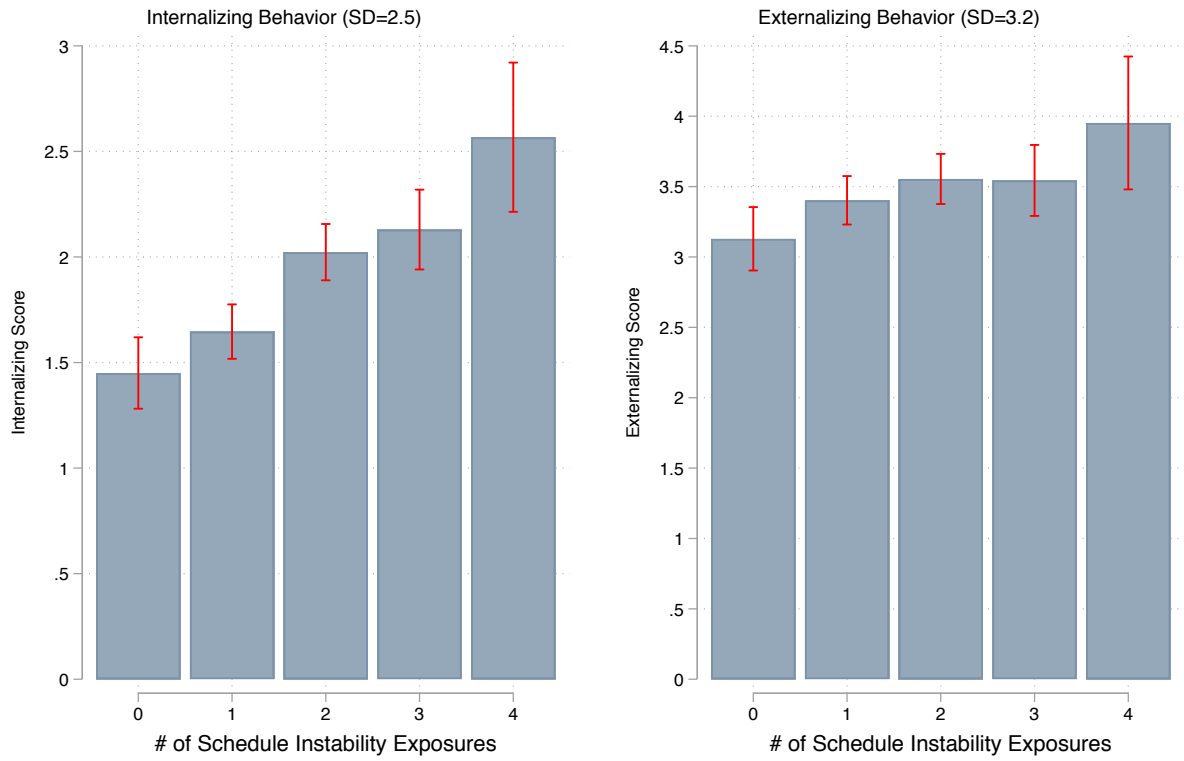 Internalizing Behavior (SD=2.5)
Internalizing Score
3
2.5
2
1.5
1
.5
0
0 1 2 3 4
# of Schedule Instability Exposures
Externalizing Behavior (SD=3.2)
Externalizing Score
4.5
4
3.5
3
2.5
2
1.5
1
.5
0
0 1 2 3 4
# of Schedule Instability Exposures